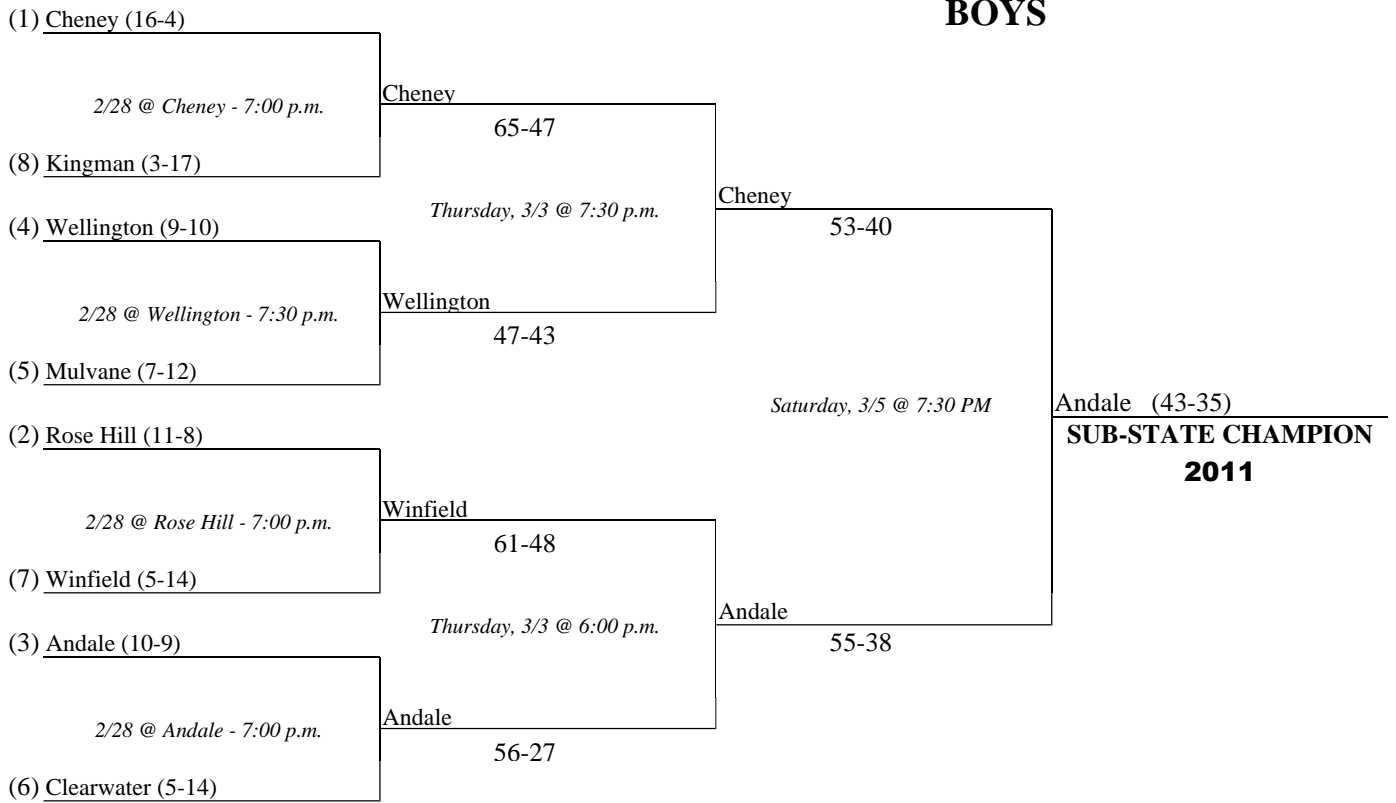 BOYS
(1) Cheney (16-4)
2/28 @ Cheney - 7:00 p.m.
(8) Kingman (3-17)
Cheney
65-47
(4) Wellington (9-10)
2/28 @ Wellington - 7:30 p.m.
(5) Mulvane (7-12)
Wellington
47-43
Thursday, 3/3 @ 7:30 p.m.
Cheney
53-40
(2) Rose Hill (11-8)
2/28 @ Rose Hill - 7:00 p.m.
(7) Winfield (5-14)
Winfield
61-48
(3) Andale (10-9)
2/28 @ Andale - 7:00 p.m.
(6) Clearwater (5-14)
Andale
56-27
Thursday, 3/3 @ 6:00 p.m.
Andale
55-38
Saturday, 3/5 @ 7:30 PM
Andale (43-35)
SUB-STATE CHAMPION
2011